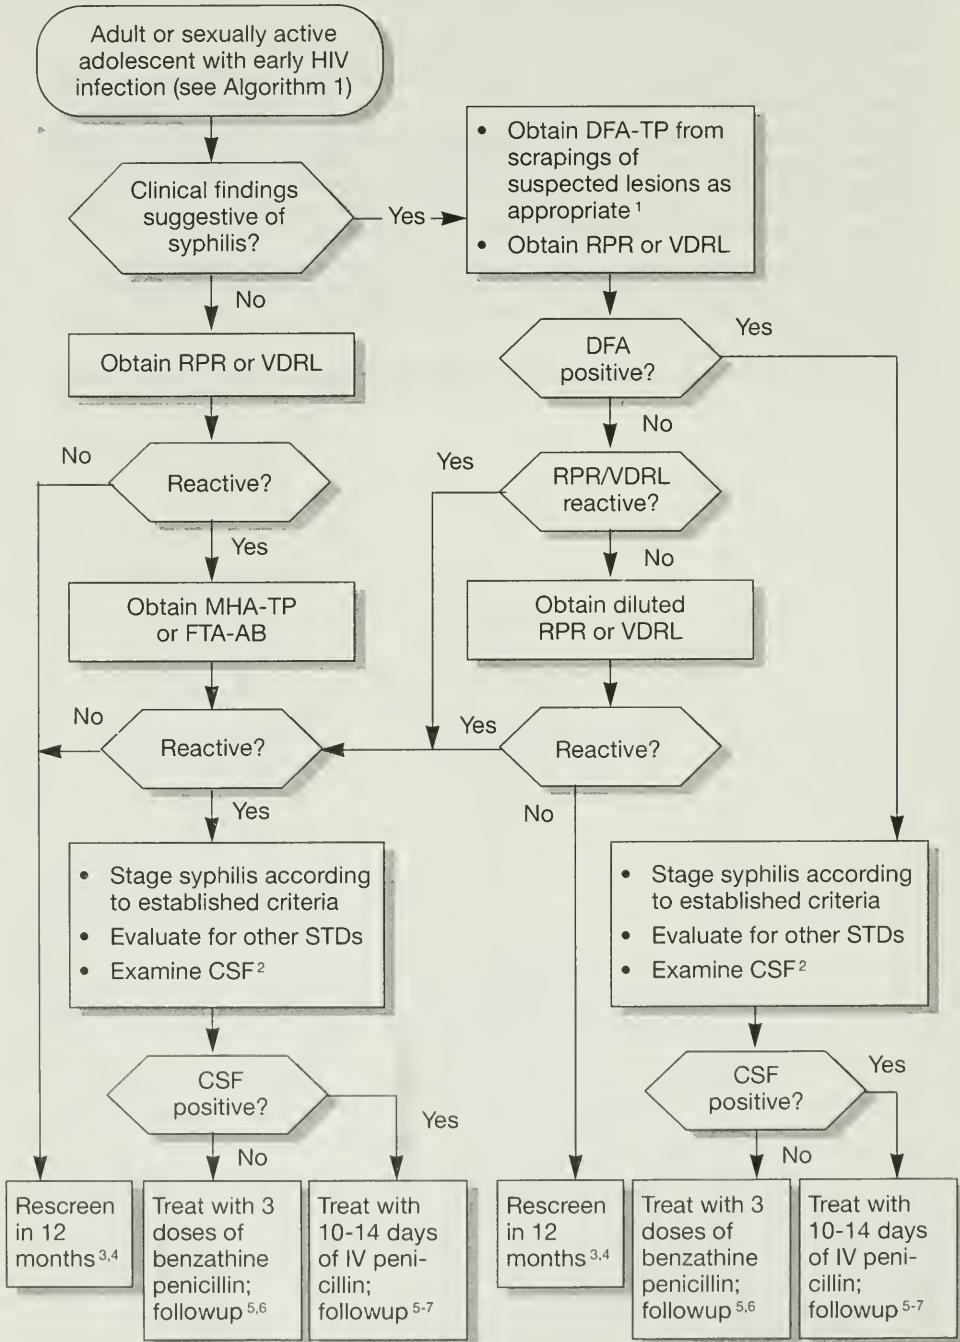 Adult or sexually active
adolescent with early HIV
infection (see Algorithm 1)
Clinical findings
suggestive of
syphilis?
Yes
• Obtain DFA-TP from
scrapings of
suspected lesions as
appropriate 1
• Obtain RPR or VDRL
No
Obtain RPR or VDRL
DFA
positive?
Yes
No
Reactive?
No
Yes
RPR/VDRL
reactive?
Yes
No
Obtain MHA-TP
or FTA-AB
Obtain diluted
RPR or VDRL
No
Reactive?
Yes
Reactive?
Yes
No
• Stage syphilis according
to established criteria
• Evaluate for other STDs
• Examine CSF 2
• Stage syphilis according
to established criteria
• Evaluate for other STDs
• Examine CSF 2
CSF
positive?
Yes
No
CSF
positive?
Yes
No
Rescreen
in 12
months 3,4
Treat with 3
doses of
benzathine
penicillin;
followup 5,6
Treat with
10-14 days
of IV peni-
cillin;
followup 5-7
Rescreen
in 12
months 3,4
Treat with 3
doses of
benzathine
penicillin;
followup 5,6
Treat with
10-14 days
of IV peni-
cillin;
followup 5-7